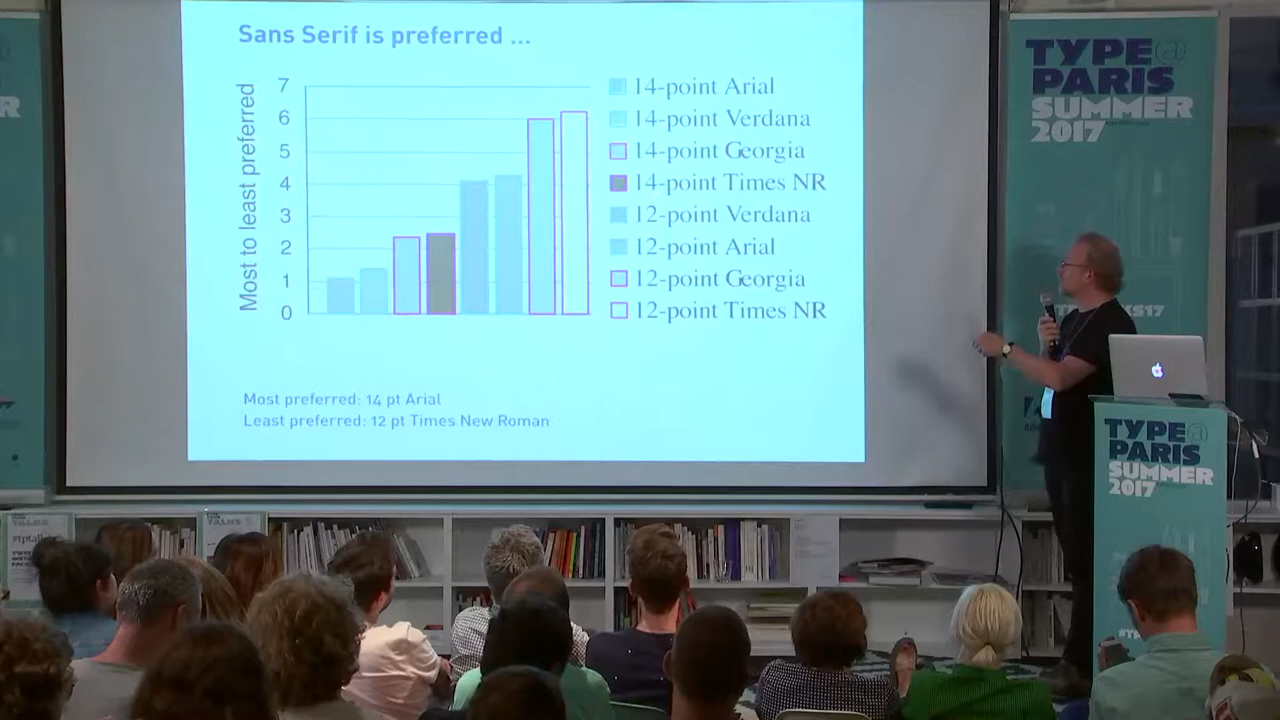 Sans Serif is preferred ...
Most to least preferred
7
6
5
4
3
2
1
0
14-point Arial
14-point Verdana
14-point Georgia
14-point Times NR
12-point Verdana
12-point Arial
12-point Georgia
12-point Times NR
Most preferred: 14 pt Arial
Least preferred: 12 pt Times New Roman
TYPE@
PARIS
SUMMER
2017
TYPE@
PARIS
SUMMER
2017